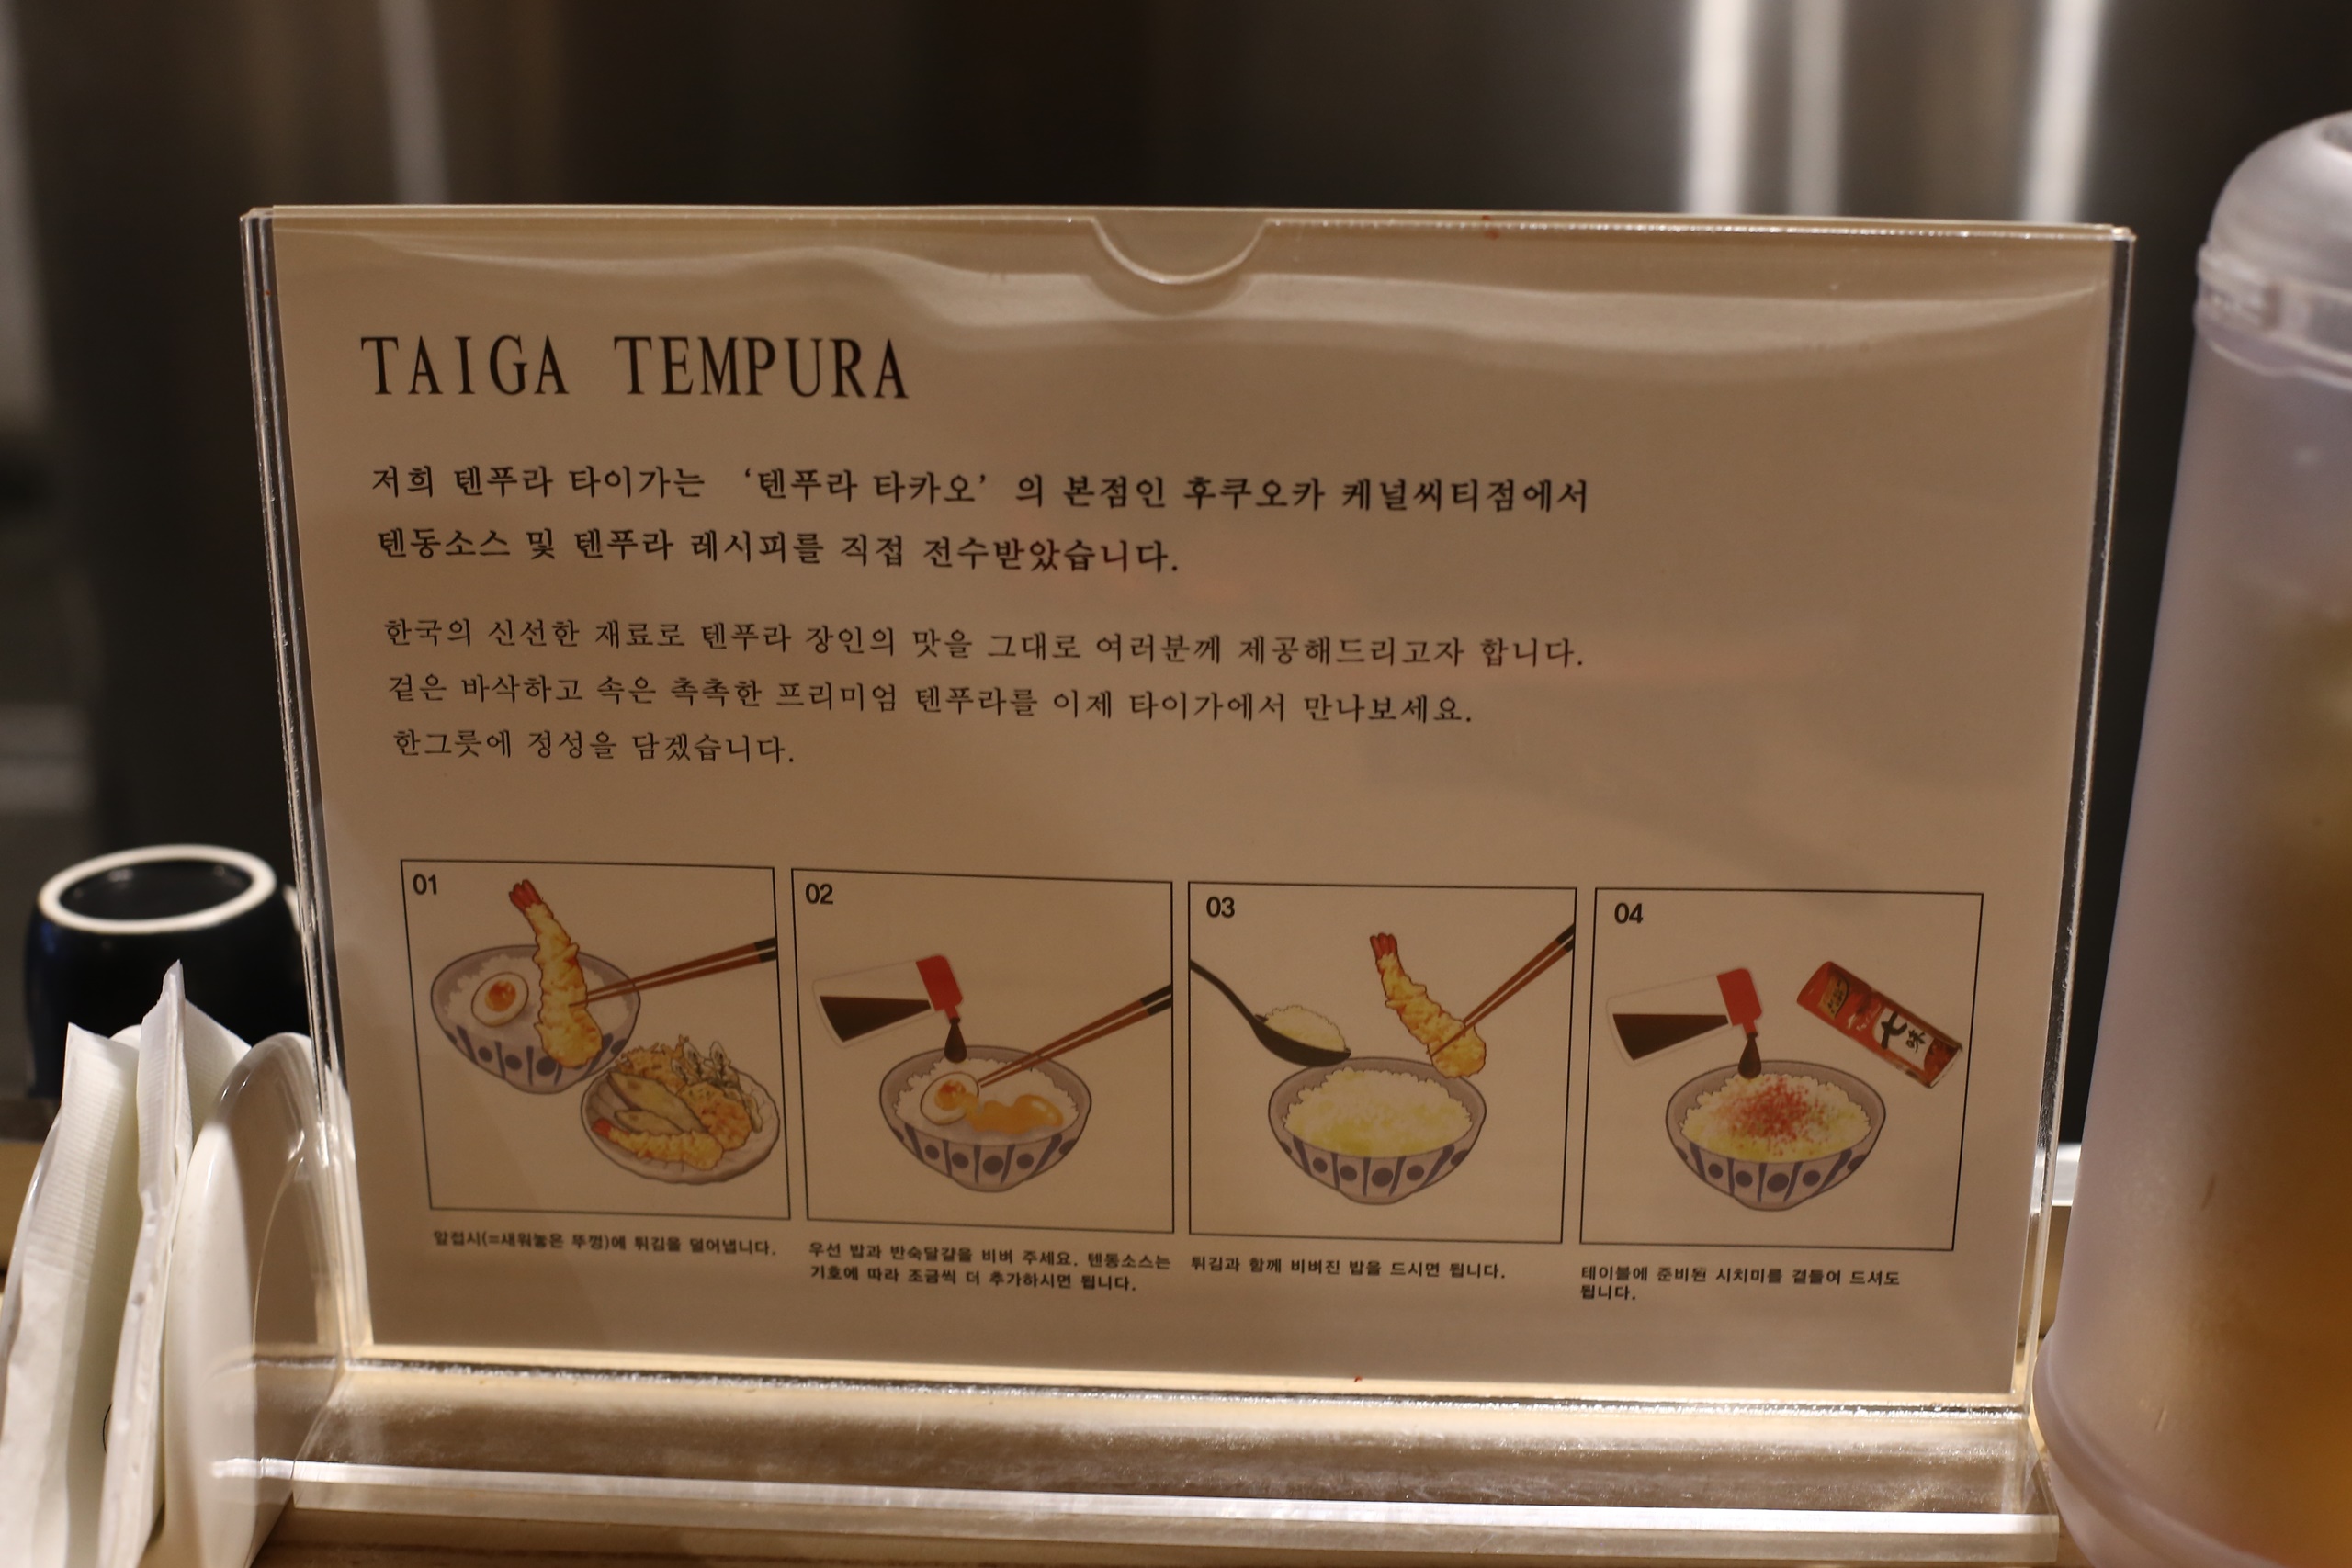 TAIGA TEMPURA
저희 텐푸라 타이가는 ‘텐푸라 타카오’의 본점인 후쿠오카 케널씨티점에서
텐동소스 및 텐푸라 레시피를 직접 전수받았습니다.
한국의 신선한 재료로 텐푸라 장인의 맛을 그대로 여러분께 제공해드리고자 합니다.
겉은 바삭하고 속은 촉촉한 프리미엄 텐푸라를 이제 타이가에서 만나보세요.
한그릇에 정성을 담겠습니다.
01
앞접시(=새워놓은 뚜껑)에 튀김을 덜어냅니다.
02
우선 밥과 반숙달걀을 비벼 주세요. 텐동소스는
기호에 따라 조금씩 더 추가하시면 됩니다.
03
튀김과 함께 비벼진 밥을 드시면 됩니다.
04
七味
테이블에 준비된 시치미를 곁들여 드셔도
됩니다.